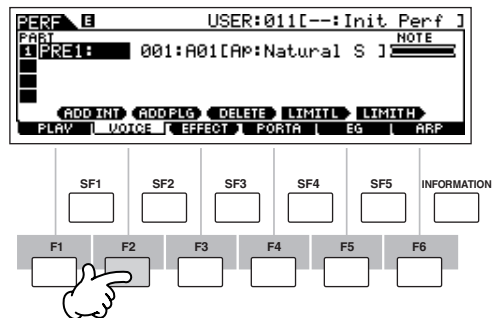 PERF E USER:011[--:Init Perf ]
PART NOTE
1 PRE1: 001:A01[AP:Natural S ]
ADD INT ADD PLG DELETE LIMITL LIMITH
PLAY VOICE EFFECT PORTA EG ARP
SF1 SF2 SF3 SF4 SF5 INFORMATION
F1 F2 F3 F4 F5 F6